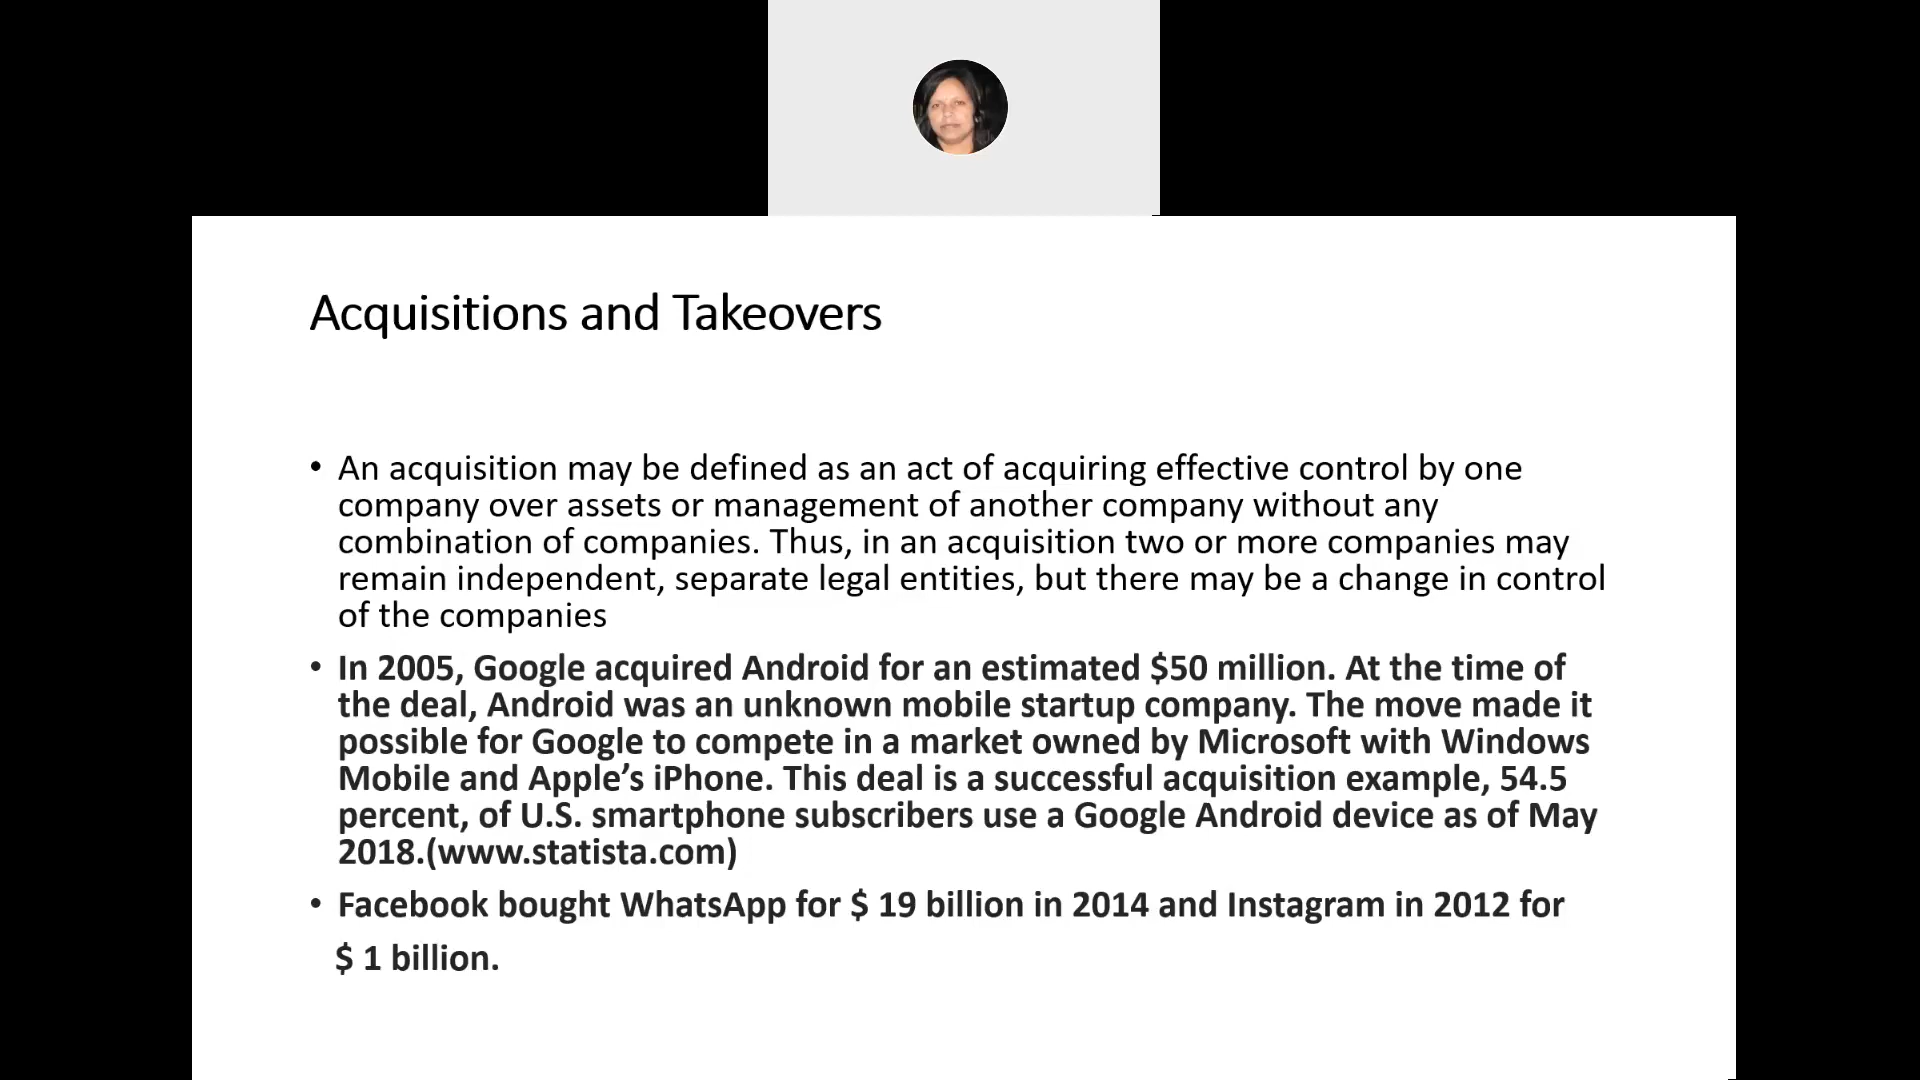 Acquisitions and Takeovers
• An acquisition may be defined as an act of acquiring effective control by one
company over assets or management of another company without any
combination of companies. Thus, in an acquisition two or more companies may
remain independent, separate legal entities, but there may be a change in control
of the companies
• In 2005, Google acquired Android for an estimated $50 million. At the time of
the deal, Android was an unknown mobile startup company. The move made it
possible for Google to compete in a market owned by Microsoft with Windows
Mobile and Apple’s iPhone. This deal is a successful acquisition example, 54.5
percent, of U.S. smartphone subscribers use a Google Android device as of May
2018.(www.statista.com)
• Facebook bought WhatsApp for $ 19 billion in 2014 and Instagram in 2012 for
$ 1 billion.